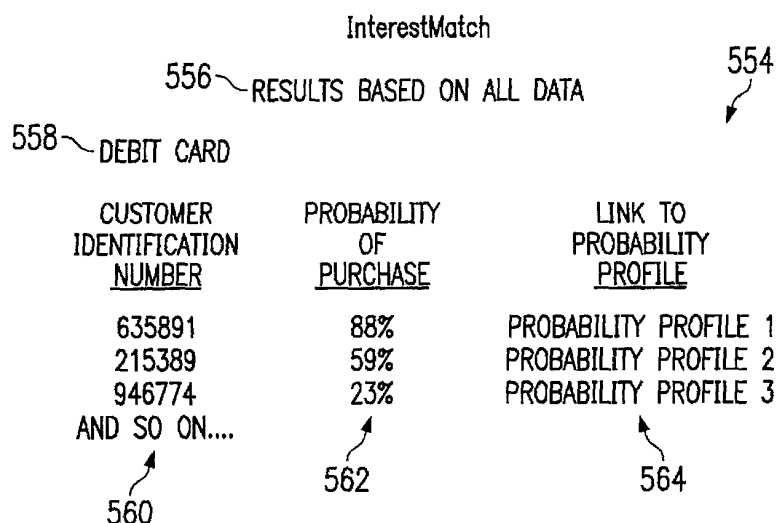 InterestMatch
556 RESULTS BASED ON ALL DATA 554
558 DEBIT CARD
CUSTOMER PROBABILITY LINK TO
IDENTIFICATION OF PROBABILITY
NUMBER PURCHASE PROFILE
635891 88% PROBABILITY PROFILE 1
215389 59% PROBABILITY PROFILE 2
946774 23% PROBABILITY PROFILE 3
AND SO ON....
560 562 564